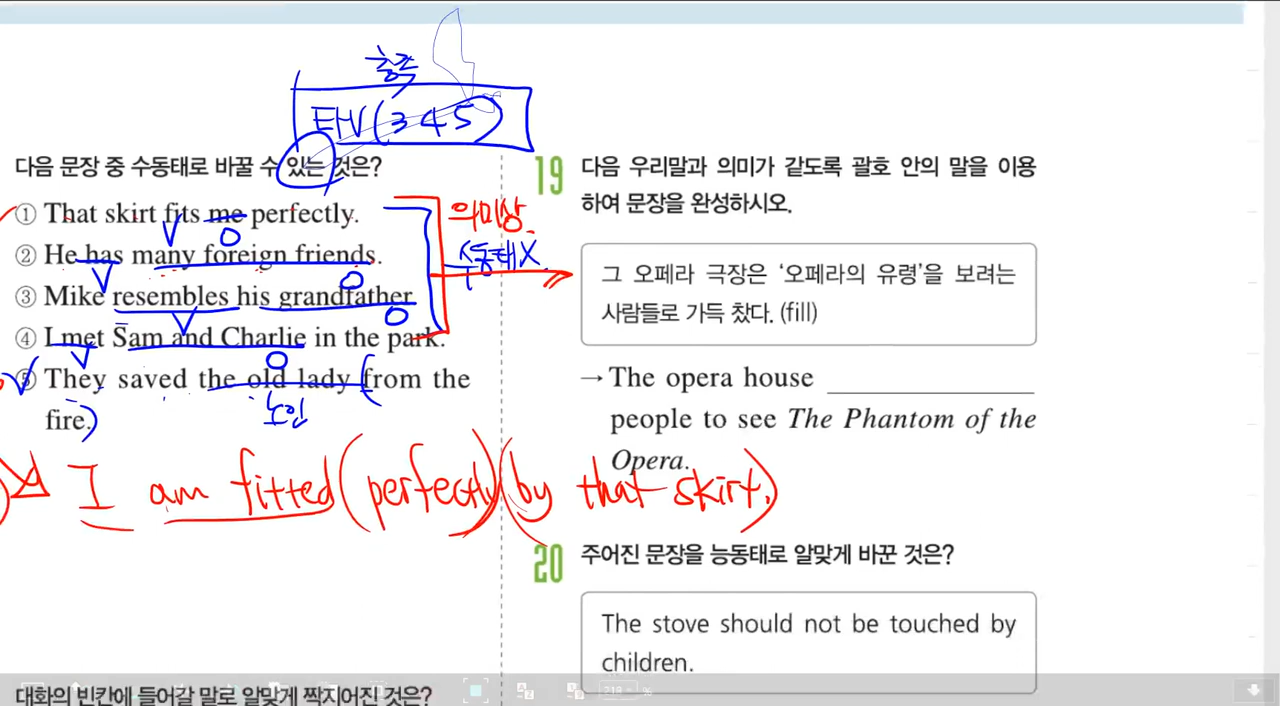 충족
타V(3 4 5)
다음 문장 중 수동태로 바꿀 수 있는 것은?
① That skirt fits me perfectly.
V
O
② He has many foreign friends.
V
O
③ Mike resembles his grandfather
V
O
④ I met Sam and Charlie in the park.
V
O
⑤ They saved the old lady (from the
fire.)
노인
의미상
수동태X
I am fitted (perfectly) (by that skirt.)
대화의 빈칸에 들어갈 말로 알맞게 짝지어진 것은?
19 다음 우리말과 의미가 같도록 괄호 안의 말을 이용
하여 문장을 완성하시오.
그 오페라 극장은 ‘오페라의 유령’을 보려는
사람들로 가득 찼다. (fill)
→ The opera house
people to see The Phantom of the
Opera.
20 주어진 문장을 능동태로 알맞게 바꾼 것은?
The stove should not be touched by
children.
218 %